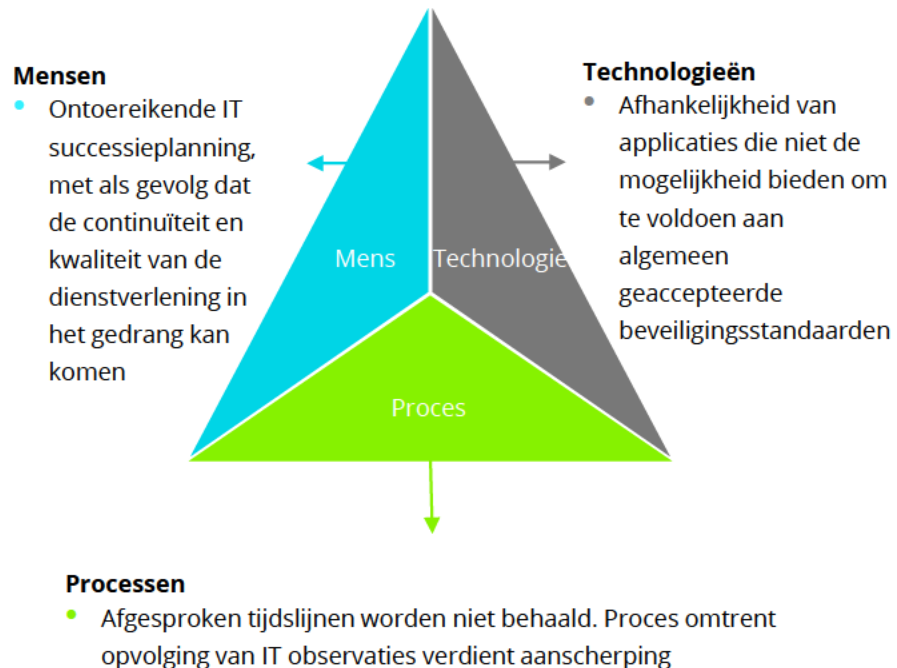 Mensen
Ontoereikende IT
successieplanning,
met als gevolg dat
de continuïteit en
kwaliteit van de
dienstverlening in
het gedrang kan
komen
Technologieën
Afhankelijkheid van
applicaties die niet de
mogelijkheid bieden om
te voldoen aan
algemeen
geaccepteerde
beveiligingsstandaarden
Mens
Technologie
Proces
Processen
Afgesproken tijdslijnen worden niet behaald. Proces omtrent
opvolging van IT observaties verdient aanscherping